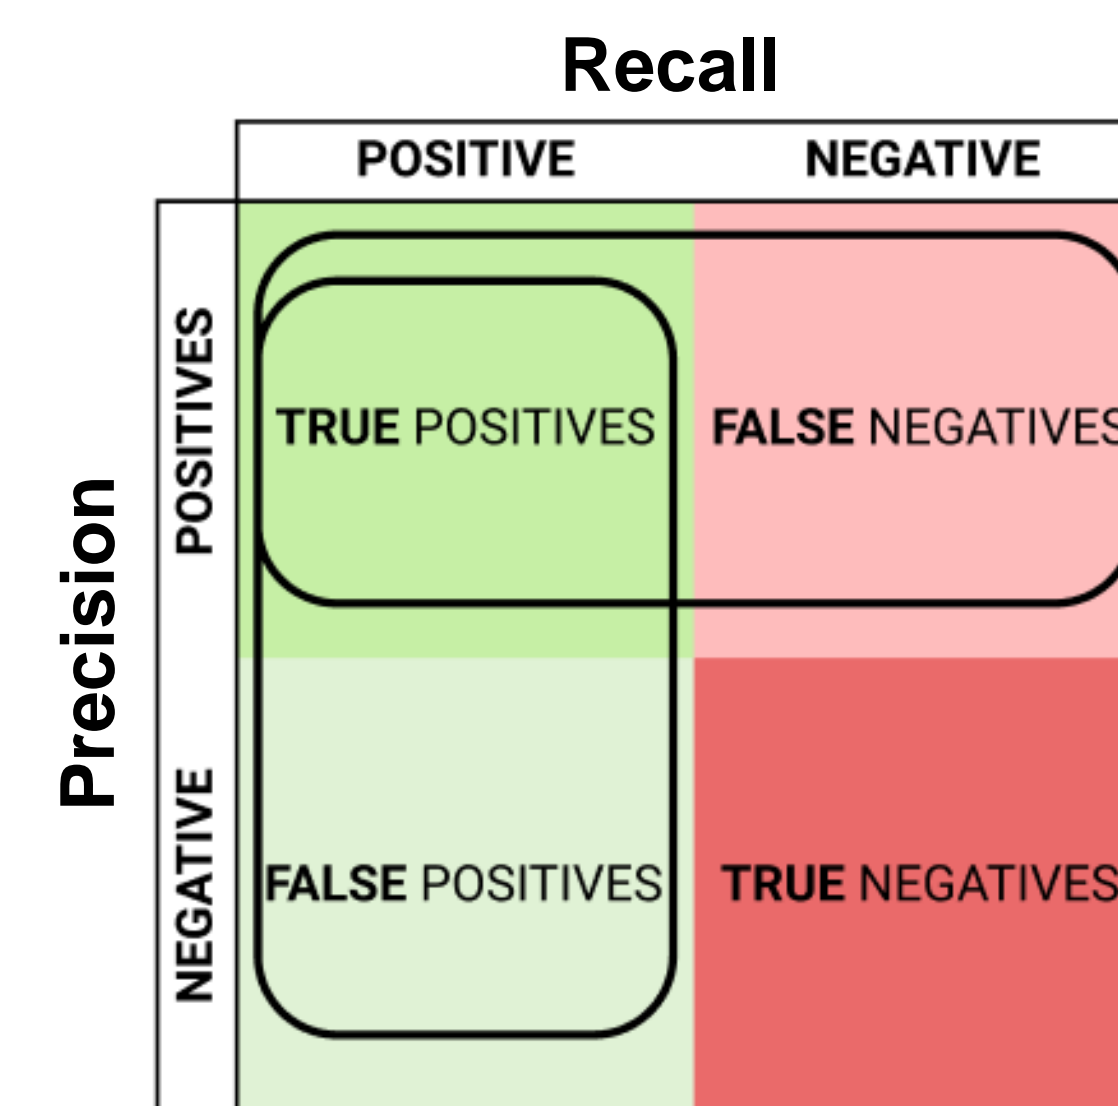 Recall
POSITIVE NEGATIVE
Precision
POSITIVES
TRUE POSITIVES FALSE NEGATIVES
NEGATIVE
FALSE POSITIVES TRUE NEGATIVES